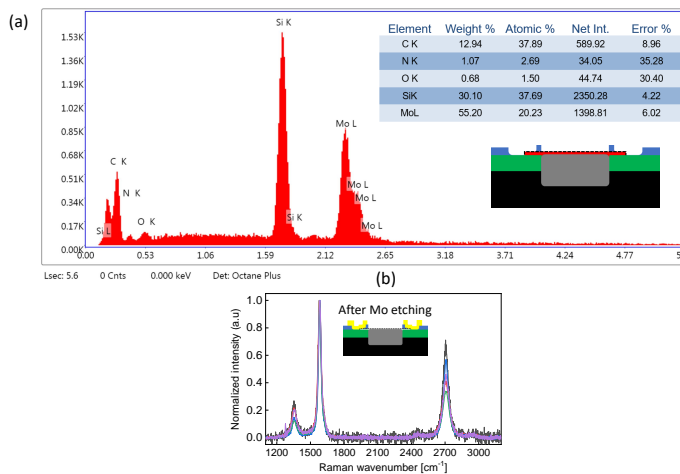 (a)
Si K
1.53K
1.37K
1.19K
1.02K
0.85K
0.68K
0.51K
0.34K
0.17K
0.00K
C K
N K
O K
Si L
Si K
Mo L
Mo L
Mo L
Mo L
0.00 0.53 1.06 1.59 2.12 2.65 3.18 3.71 4.24 4.77 5
Element Weight % Atomic % Net Int. Error %
C K 12.94 37.89 589.92 8.96
N K 1.07 2.69 34.05 35.28
O K 0.68 1.50 44.74 30.40
SiK 30.10 37.69 2350.28 4.22
MoL 55.20 20.23 1398.81 6.02
Lsec: 5.6 0 Cnts 0.000 keV Det: Octane Plus
(b)
After Mo etching
Normalized intensity (a.u)
1.0
0.8
0.6
0.4
0.2
0.0
1200 1500 1800 2100 2400 2700 3000
Raman wavenumber [cm⁻¹]